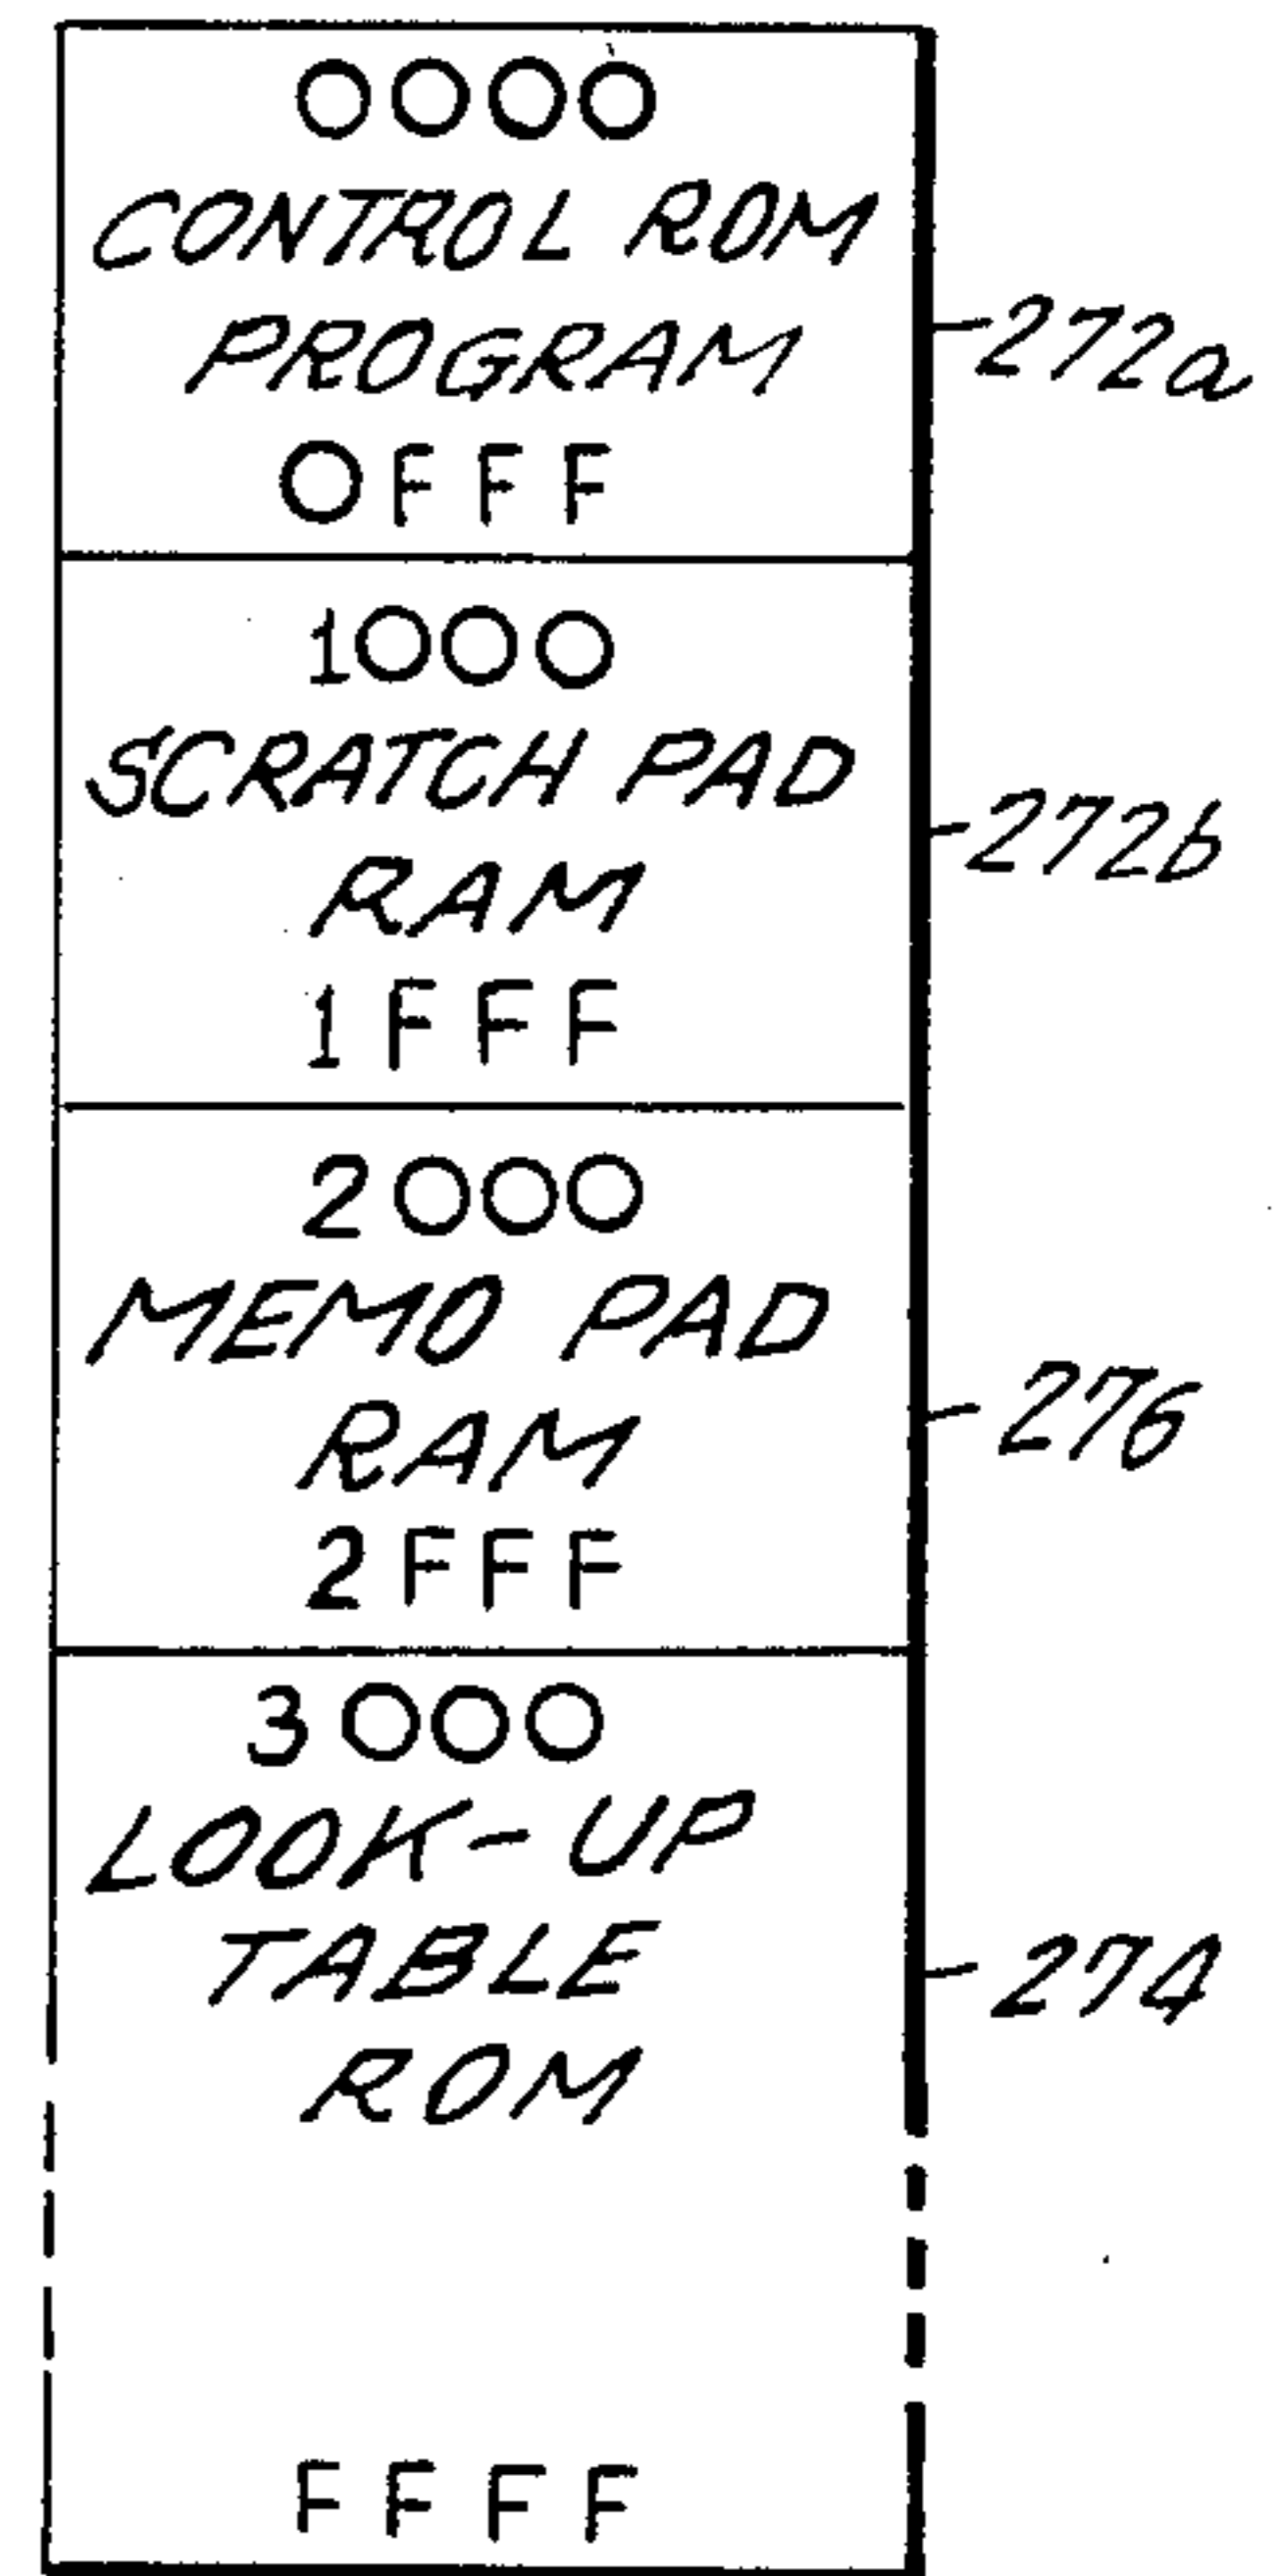 0000
CONTROL ROM
PROGRAM
272a
0FFF
1000
SCRATCH PAD
272b
RAM
1FFF
2000
MEMO PAD
RAM
276
2FFF
3000
LOOK-UP
TABLE
274
ROM
FFFF